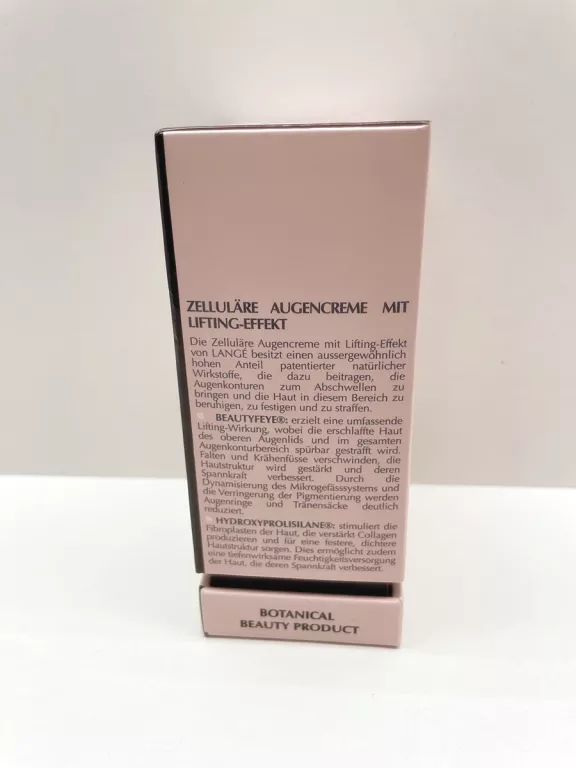 ZELLULÄRE AUGENCREME MIT
LIFTING-EFFEKT
Die Zelluläre Augencreme mit Lifting-Effekt
von LANGÉ besitzt einen aussergewöhnlich
hohen Anteil patentierter natürlicher
Wirkstoffe, die dazu beitragen, die
Augenkonturen zum Abschwellen zu
bringen und die Haut in diesem Bereich zu
beruhigen, zu festigen und zu straffen.
BEAUTYFEYE®: erzielt eine umfassende
Lifting-Wirkung, wobei die erschlaffte Haut
des oberen Augenlids und im gesamten
Augenkonturbereich spürbar gestrafft wird.
Falten und Krähenfüsse verschwinden, die
Hautstruktur wird gestärkt und deren
Spannkraft verbessert. Durch die
Dynamisierung des Mikrogefässsystems und
die Verringerung der Pigmentierung werden
Augenringe und Tränensäcke deutlich
reduziert.
HYDROXYPROLISILANE®: stimuliert die
Fibroplasten der Haut, die verstärkt Collagen
produzieren und für eine festere, dichtere
Hautstruktur sorgen. Dies ermöglicht zudem
eine tiefenwirksame Feuchtigkeitsversorgung
der Haut, die deren Spannkraft verbessert.
BOTANICAL
BEAUTY PRODUCT